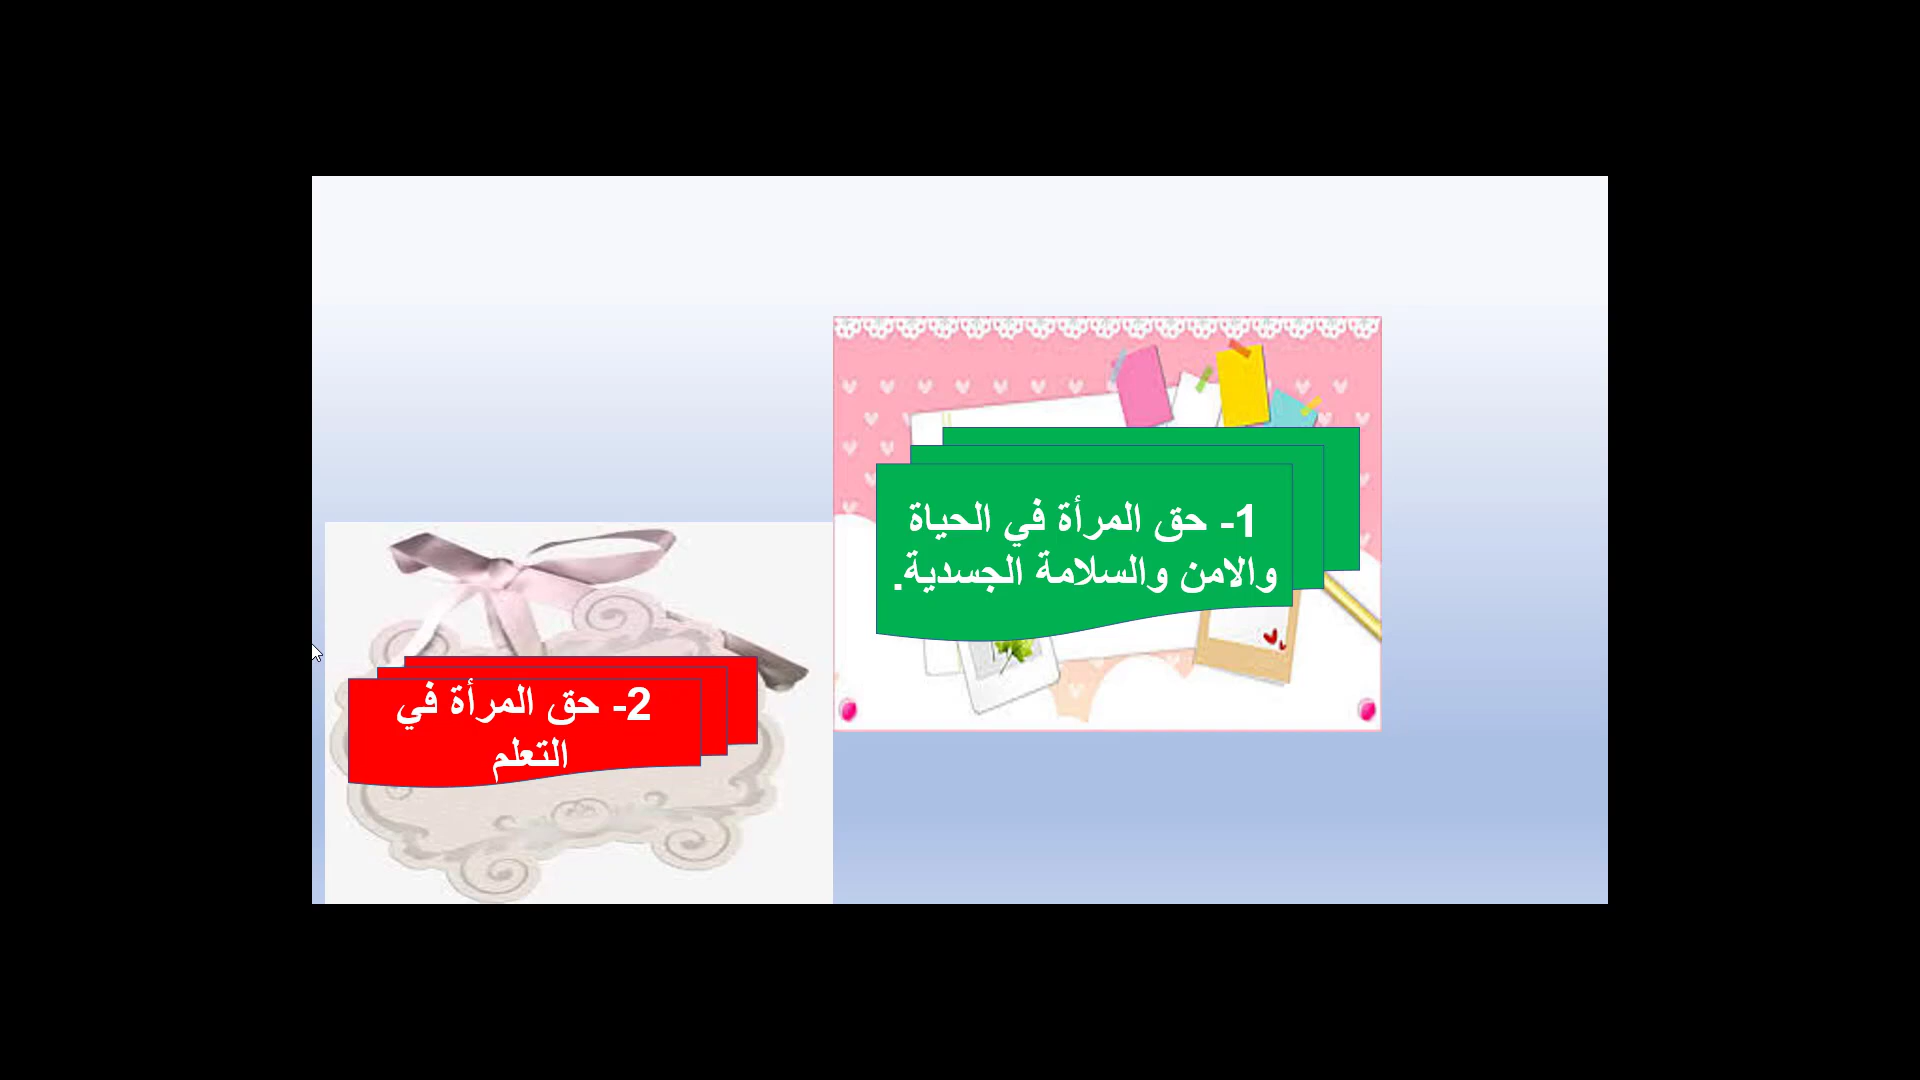 1- حق المرأة في الحياة
والامن والسلامة الجسدية.
2- حق المرأة في
التعلم